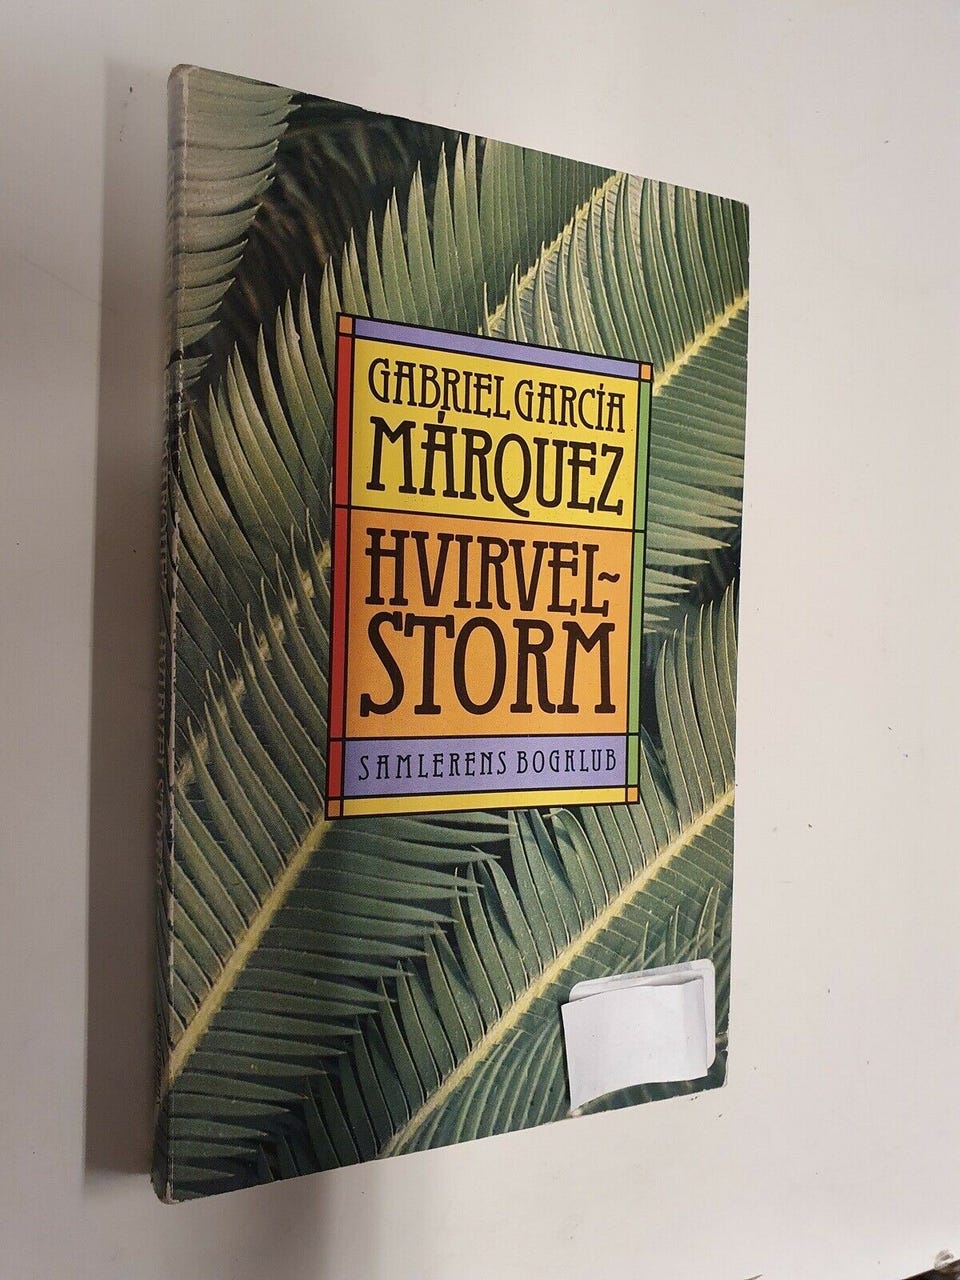 GABRIEL GARCÍA
MÁRQUEZ
HVIRVEL~
STORM
SAMLERENS BOGKLUB